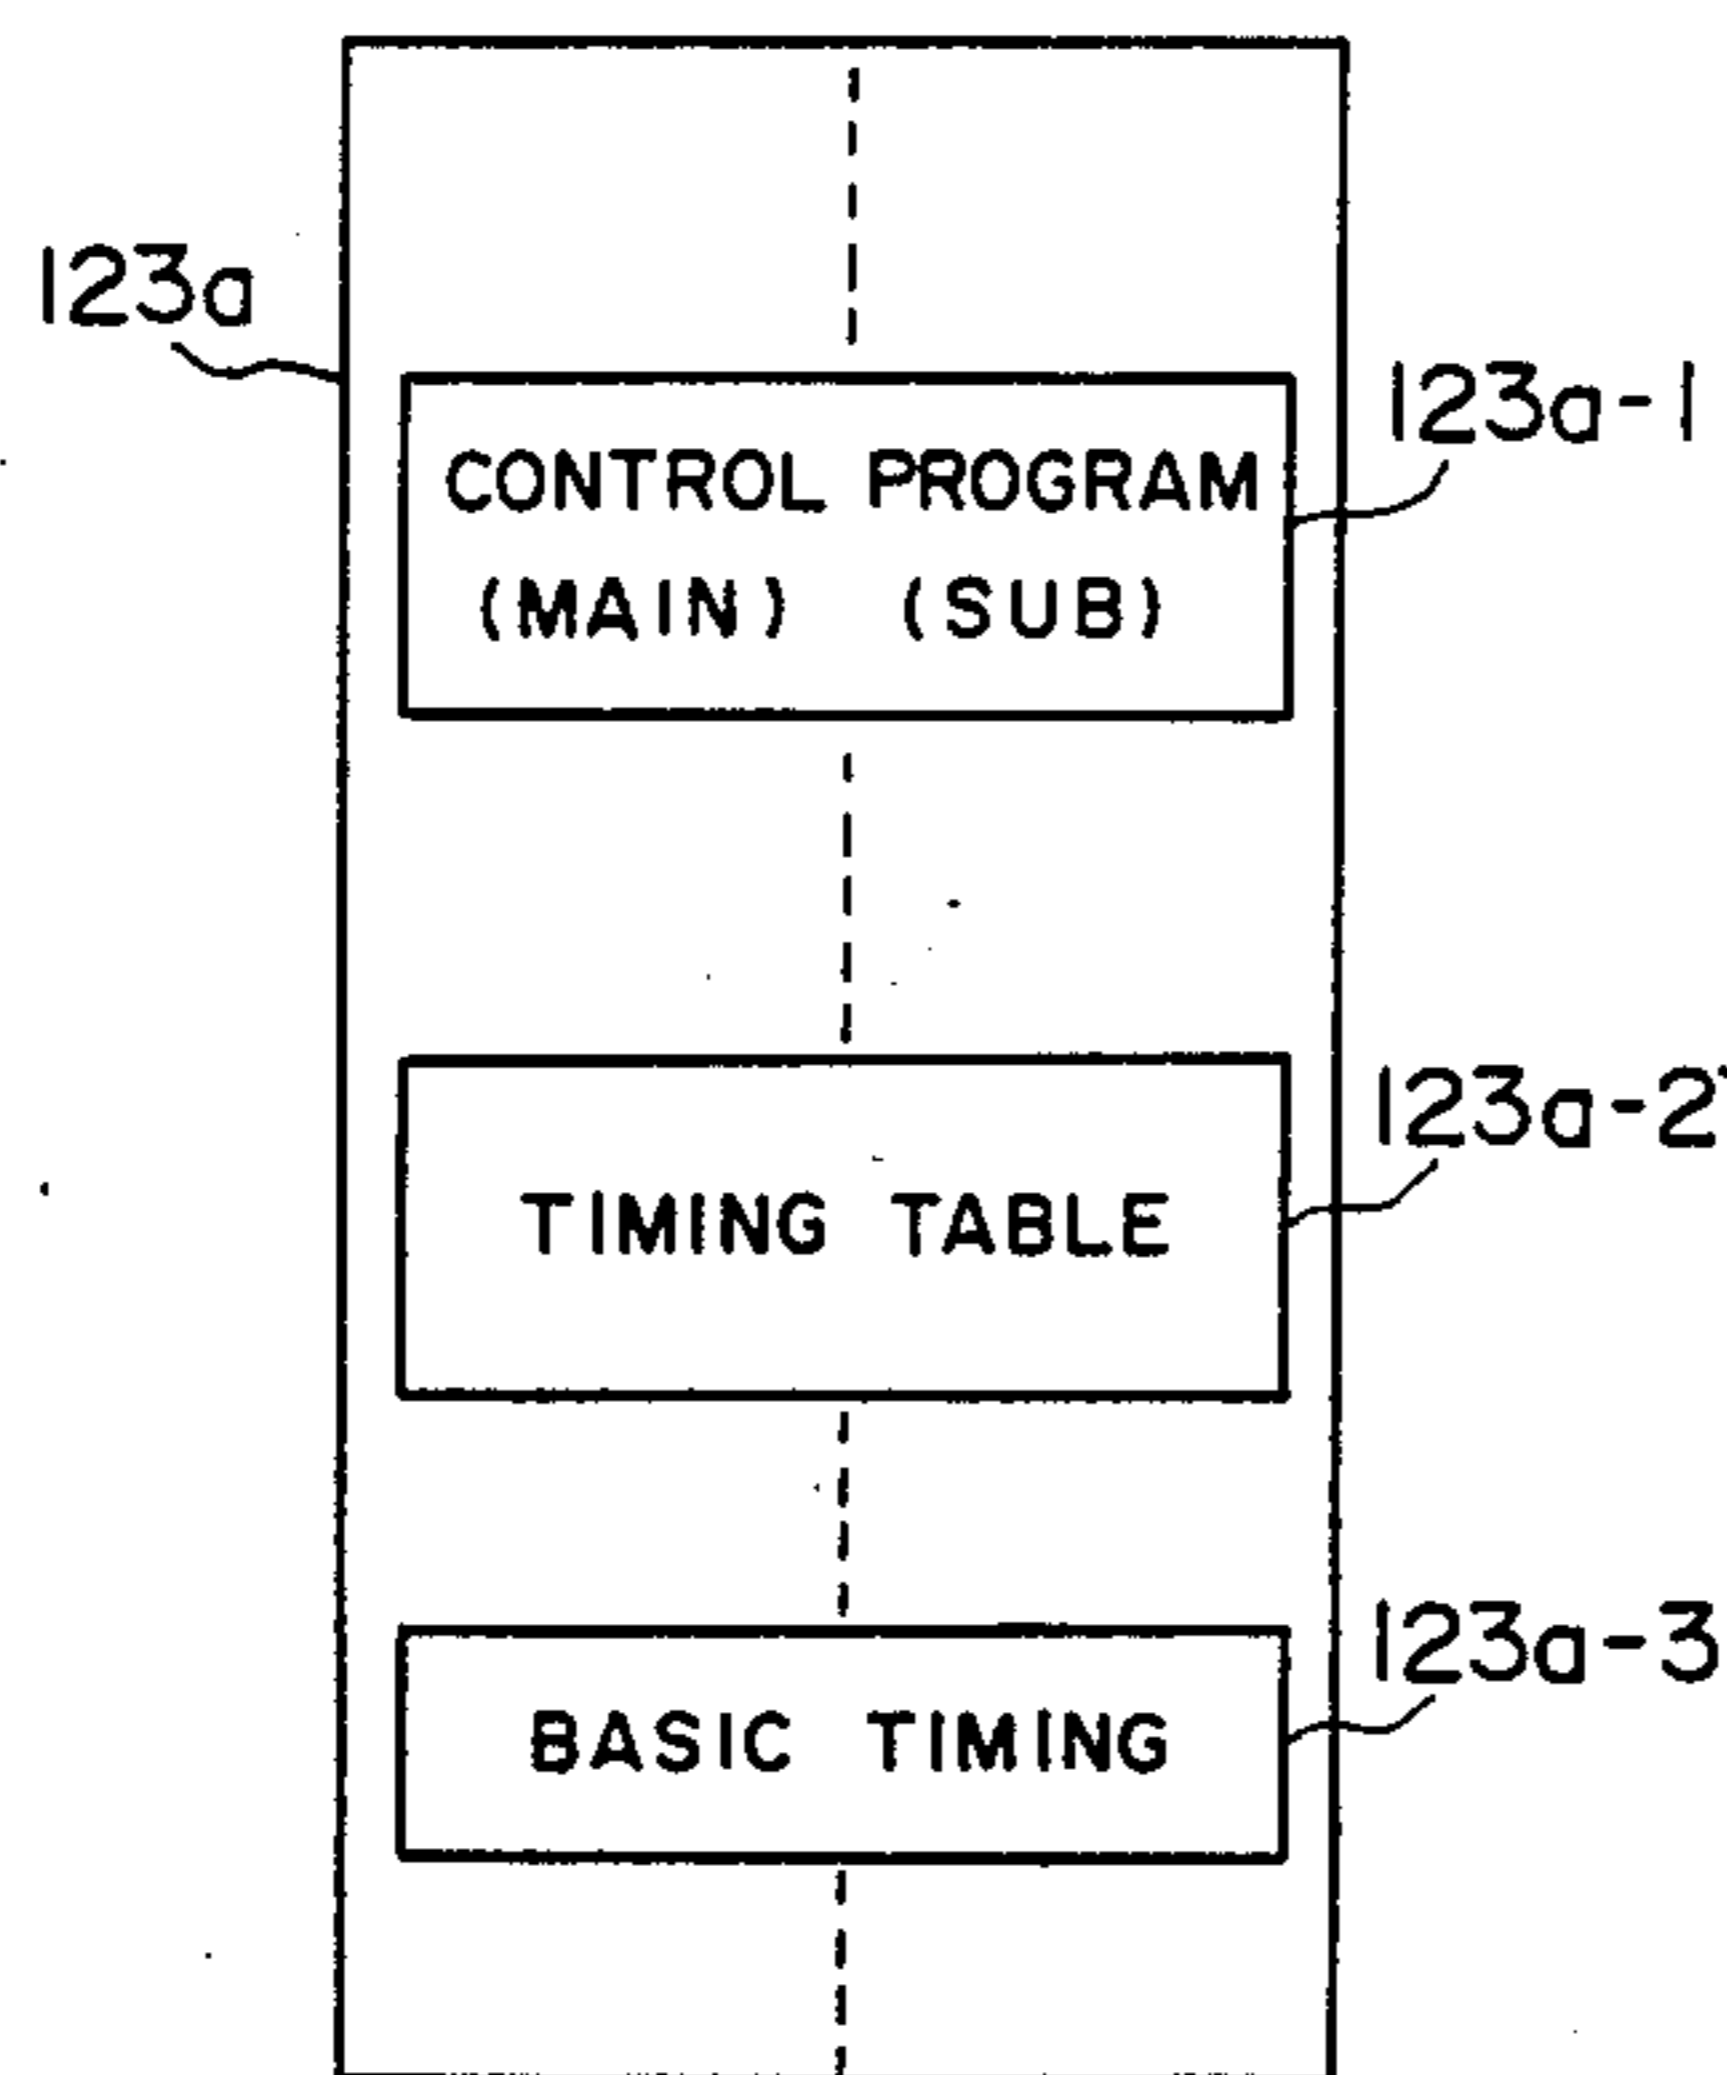 123a
123a-1
CONTROL PROGRAM
(MAIN) (SUB)
123a-2'
TIMING TABLE
123a-3
BASIC TIMING